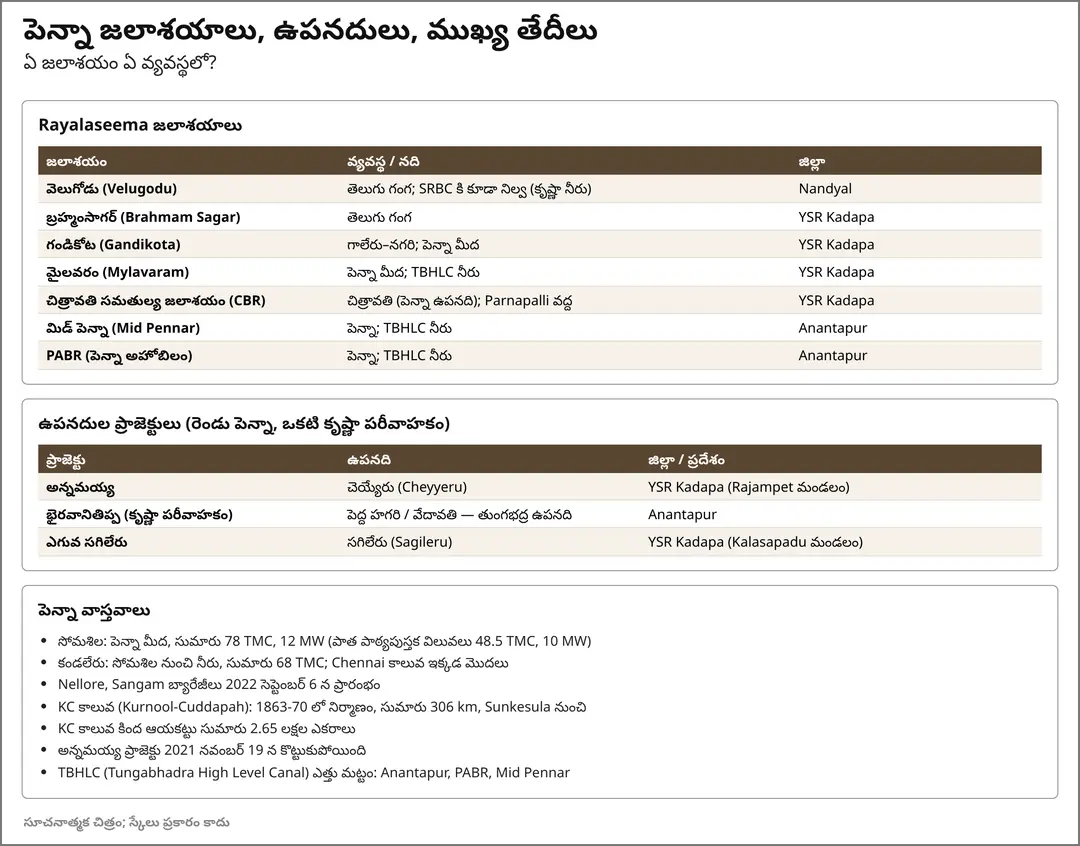 పెన్నా జలాశయాలు, ఉపనదులు, ముఖ్య తేదీలు
ఏ జలాశయం ఏ వ్యవస్థలో?
Rayalaseema జలాశయాలు
జలాశయం వ్యవస్థ / నది జిల్లా
వెలుగోడు (Velugodu) తెలుగు గంగ; SRBC కి కూడా నిల్వ (కృష్ణా నీరు) Nandyal
బ్రహ్మంసాగర్ (Brahmam Sagar) తెలుగు గంగ YSR Kadapa
గండికోట (Gandikota) గాలేరు–నగరి; పెన్నా మీద YSR Kadapa
మైలవరం (Mylavaram) పెన్నా మీద; TBHLC నీరు YSR Kadapa
చిత్రావతి సమతుల్య జలాశయం (CBR) చిత్రావతి (పెన్నా ఉపనది); Parnapalli వద్ద YSR Kadapa
మిడ్ పెన్నా (Mid Pennar) పెన్నా; TBHLC నీరు Anantapur
PABR (పెన్నా అహోబిలం) పెన్నా; TBHLC నీరు Anantapur
ఉపనదుల ప్రాజెక్టులు (రెండు పెన్నా, ఒకటి కృష్ణా పరీవాహకం)
ప్రాజెక్టు ఉపనది జిల్లా / ప్రదేశం
అన్నమయ్య చెయ్యేరు (Cheyyeru) YSR Kadapa (Rajampet మండలం)
భైరవానితిప్ప (కృష్ణా పరీవాహకం) పెద్ద హగరి / వేదావతి — తుంగభద్ర ఉపనది Anantapur
ఎగువ సగిలేరు సగిలేరు (Sagileru) YSR Kadapa (Kalasapadu మండలం)
పెన్నా వాస్తవాలు
• సోమశిల: పెన్నా మీద, సుమారు 78 TMC, 12 MW (పాత పాఠ్యపుస్తక విలువలు 48.5 TMC, 10 MW)
• కండలేరు: సోమశిల నుంచి నీరు, సుమారు 68 TMC; Chennai కాలువ ఇక్కడ మొదలు
• Nellore, Sangam బ్యారేజీలు 2022 సెప్టెంబర్ 6 న ప్రారంభం
• KC కాలువ (Kurnool-Cuddapah): 1863-70 లో నిర్మాణం, సుమారు 306 km, Sunkesula నుంచి
• KC కాలువ కింద ఆయకట్టు సుమారు 2.65 లక్షల ఎకరాలు
• అన్నమయ్య ప్రాజెక్టు 2021 నవంబర్ 19 న కొట్టుకుపోయింది
• TBHLC (Tungabhadra High Level Canal) ఎత్తు మట్టం: Anantapur, PABR, Mid Pennar
సూచనాత్మక చిత్రం; స్కేలు ప్రకారం కాదు